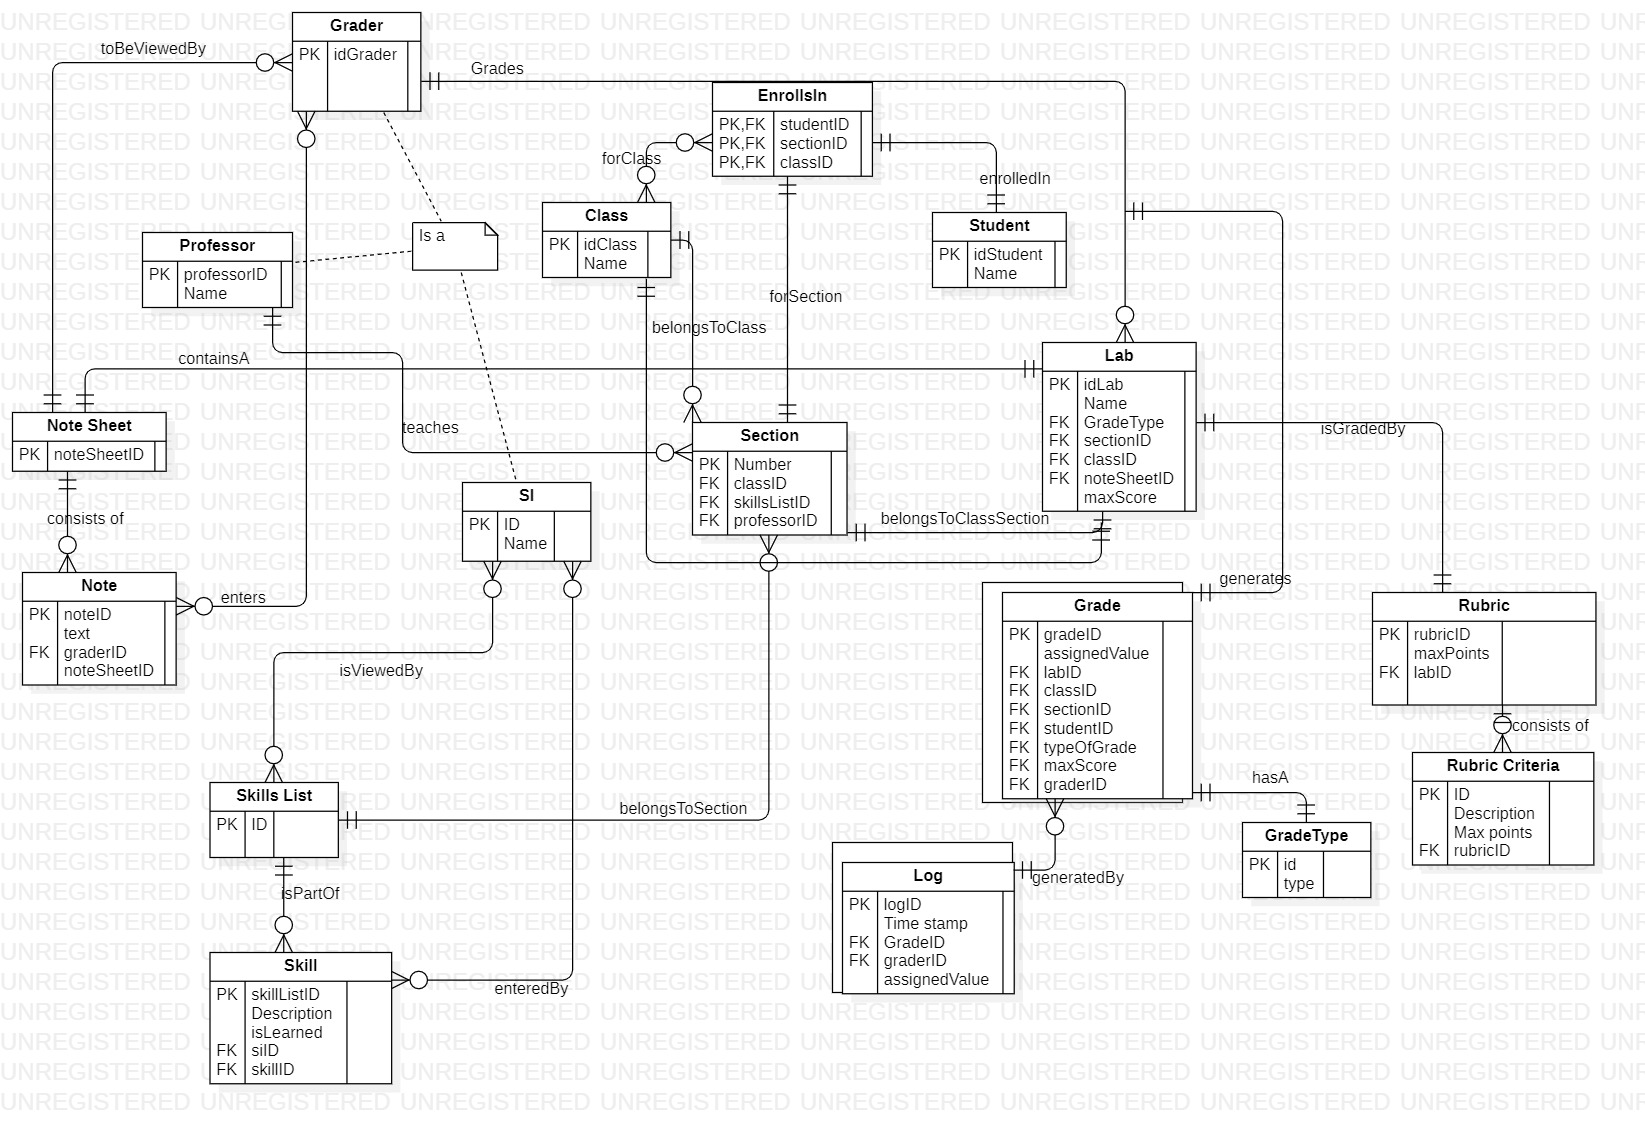 Grader
PK idGrader
toBeViewedBy
Grades
EnrollsIn
PK,FK studentID
PK,FK sectionID
PK,FK classID
forClass
enrolledIn
Class
PK idClass
Name
Student
PK idStudent
Name
Is a
Professor
PK professorID
Name
forSection
belongsToClass
containsA
Lab
PK idLab
Name
FK GradeType
FK sectionID
FK classID
FK noteSheetID
maxScore
Note Sheet
PK noteSheetID
teaches
Section
PK Number
FK classID
FK skillsListID
FK professorID
isGradedBy
SI
PK ID
Name
belongsToClassSection
consists of
Note
PK noteID
text
FK graderID
noteSheetID
enters
generates
Grade
PK gradeID
assignedValue
FK labID
FK classID
FK sectionID
FK studentID
FK typeOfGrade
FK maxScore
FK graderID
Rubric
PK rubricID
maxPoints
FK labID
isViewedBy
consists of
Rubric Criteria
PK ID
Description
Max points
FK rubricID
hasA
GradeType
PK id
type
Skills List
PK ID
belongsToSection
isPartOf
generatedBy
Log
PK logID
Time stamp
FK GradeID
FK graderID
assignedValue
Skill
PK skillListID
Description
isLearned
FK siID
FK skillID
enteredBy
UNREGISTERED UNREGISTERED UNREGISTERED UNREGISTERED UNREGISTERED UNREGISTERED UNREGISTERED UNREGISTERED